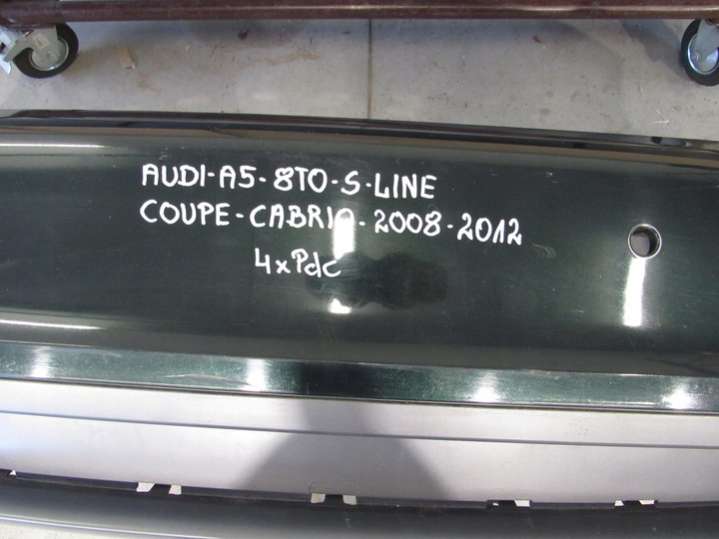 AUDI-A5-8TO-S-LINE
COUPE-CABRIO-2008-2012
4xPdc